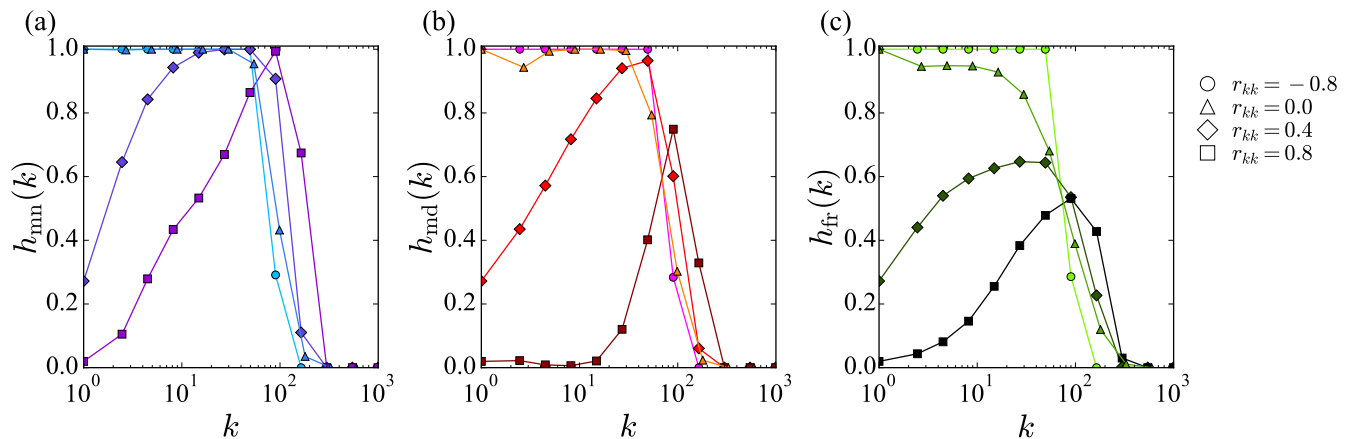 (a)
1.0
0.8
0.6
0.4
0.2
0.0
h_mn(k)
10^0
10^1
10^2
10^3
k
(b)
1.0
0.8
0.6
0.4
0.2
0.0
h_md(k)
10^0
10^1
10^2
10^3
k
(c)
1.0
0.8
0.6
0.4
0.2
0.0
h_fr(k)
10^0
10^1
10^2
10^3
k
r_kk = −0.8
r_kk = 0.0
r_kk = 0.4
r_kk = 0.8